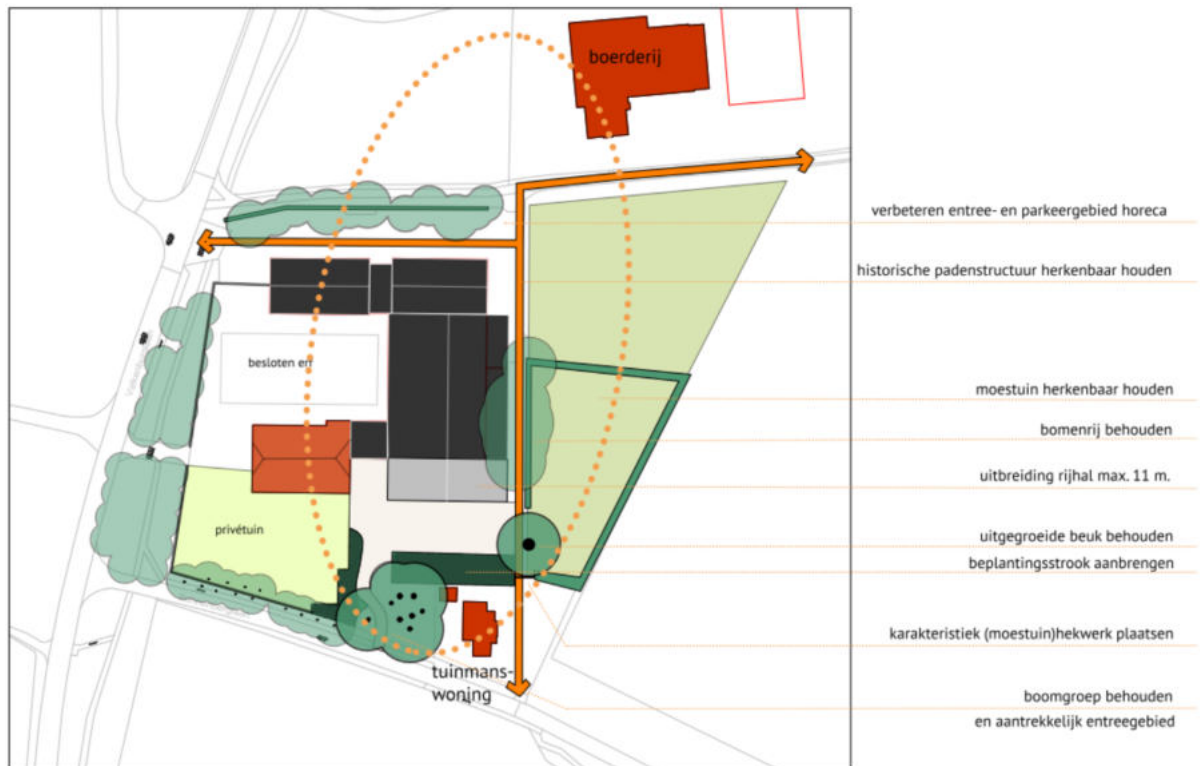 boerderij
verbeteren entree- en parkeergebied horeca
historische padenstructuur herkenbaar houden
besloten erf
moestuin herkenbaar houden
bomenrij behouden
uitbreiding rijhal max. 11 m.
privétuin
uitgegroeide beuk behouden
beplantingsstrook aanbrengen
karakteristiek (moestuin)hekwerk plaatsen
tuinmans-
woning
boomgroep behouden
en aantrekkelijk entreegebied